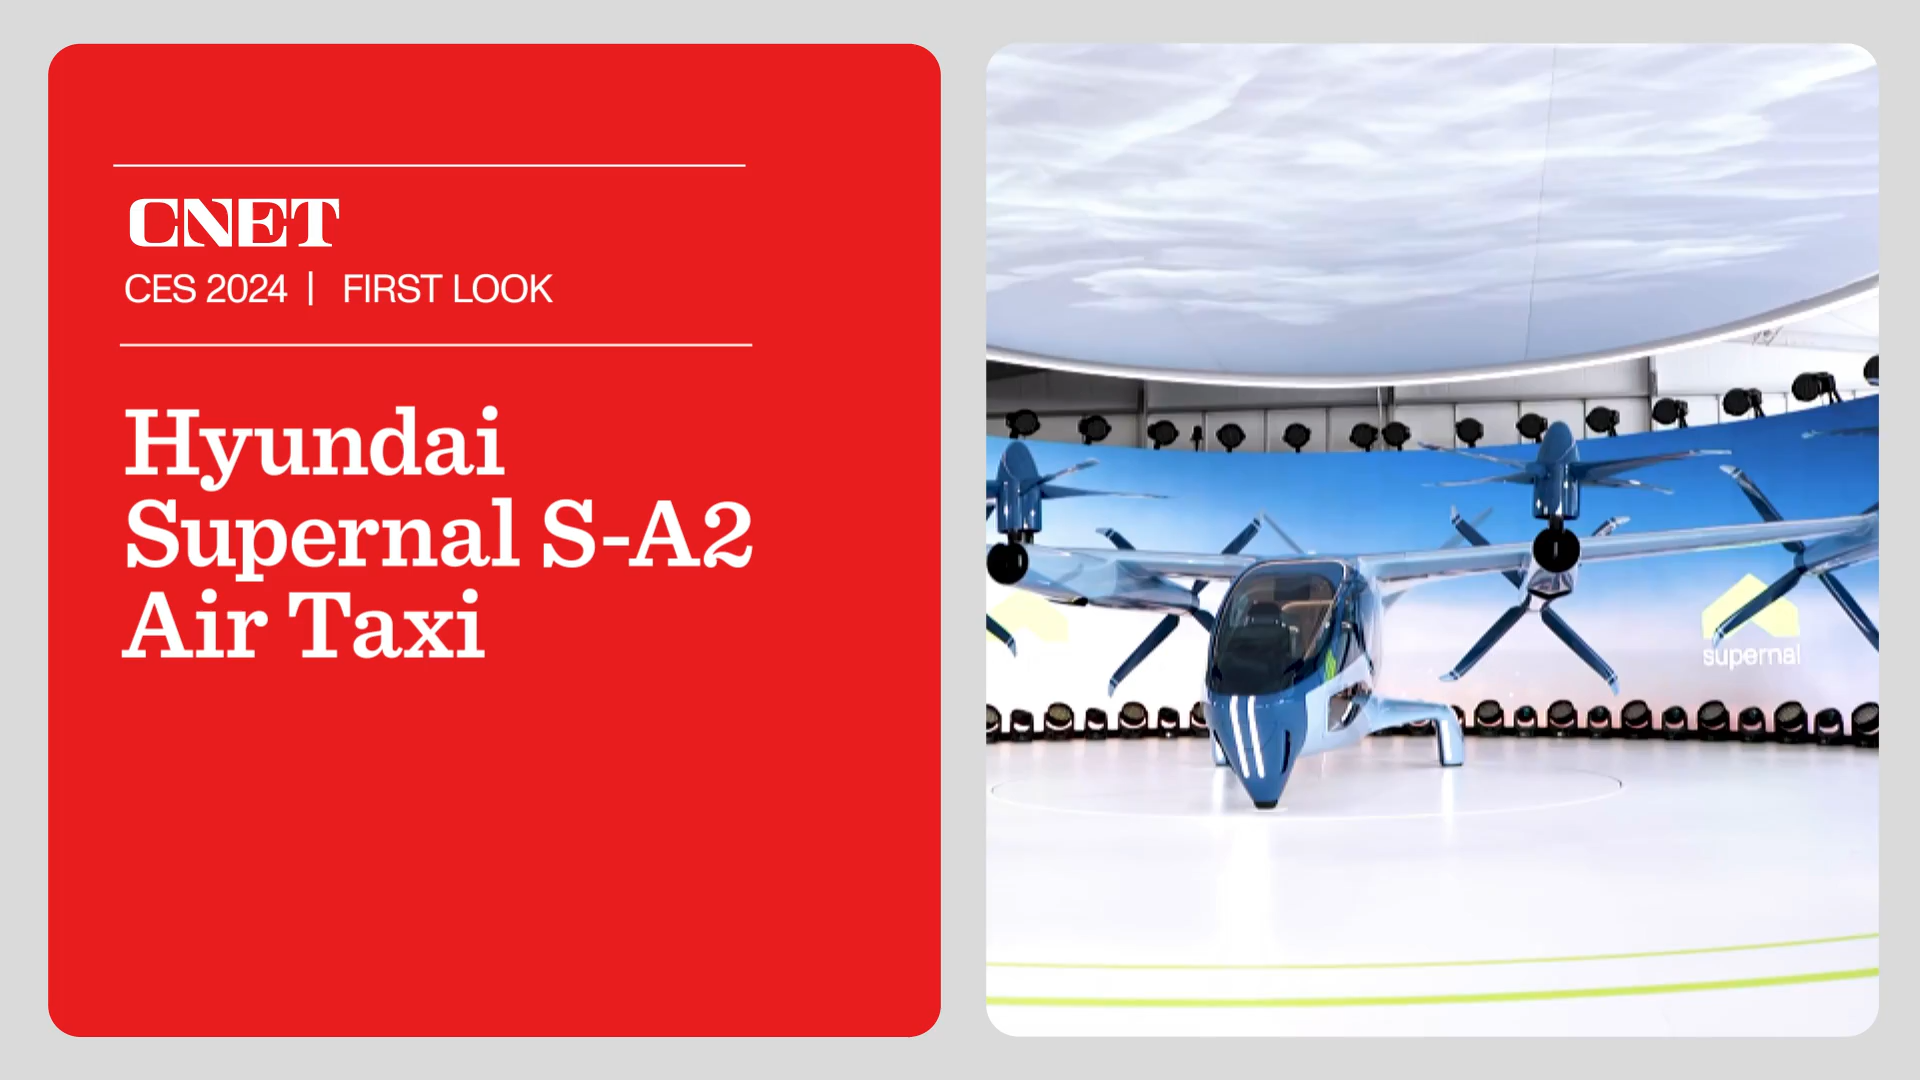 CNET
CES 2024 | FIRST LOOK
Hyundai
Supernal S-A2
Air Taxi
supernal